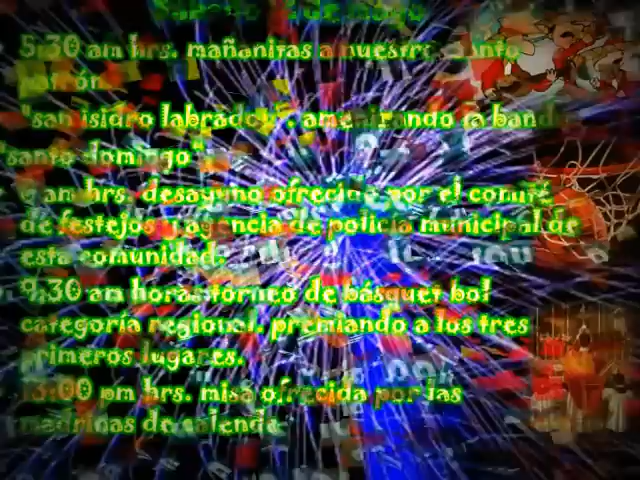 5:30 am hrs. mañanitas a nuestro santo
patrón
"san isidro labrador", amenizando la banda
"santo domingo"
am hrs. desayuno ofrecido por el comité
de festejos y agencia de policia municipal de
esta comunidad.
9:30 am horas torneo de básquet bol
categoría regional. premiando a los tres
primeros lugares.
pm hrs. misa ofrecida por las
madrinas de calenda